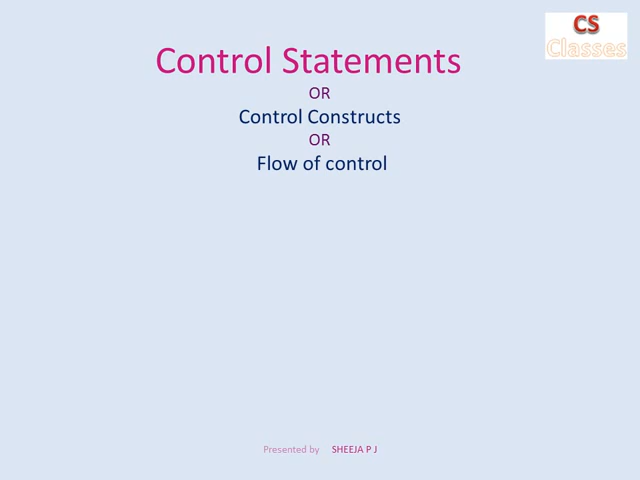 CS
Classes
Control Statements
OR
Control Constructs
OR
Flow of control
Presented by SHEEJA P J